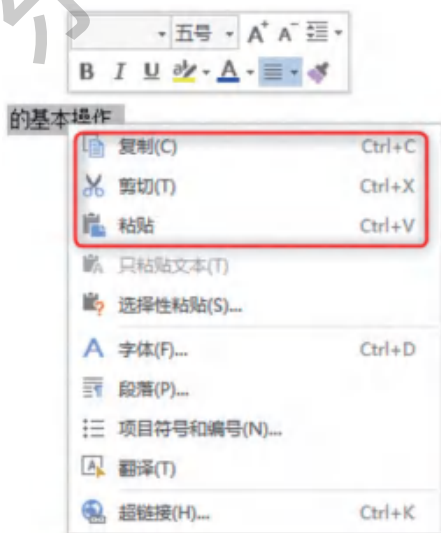 五号 A⁺ A⁻
B I U A
的基本操作
复制(C) Ctrl+C
剪切(T) Ctrl+X
粘贴 Ctrl+V
只粘贴文本(T)
选择性粘贴(S)...
字体(F)... Ctrl+D
段落(P)...
项目符号和编号(N)...
翻译(T)
超链接(H)... Ctrl+K